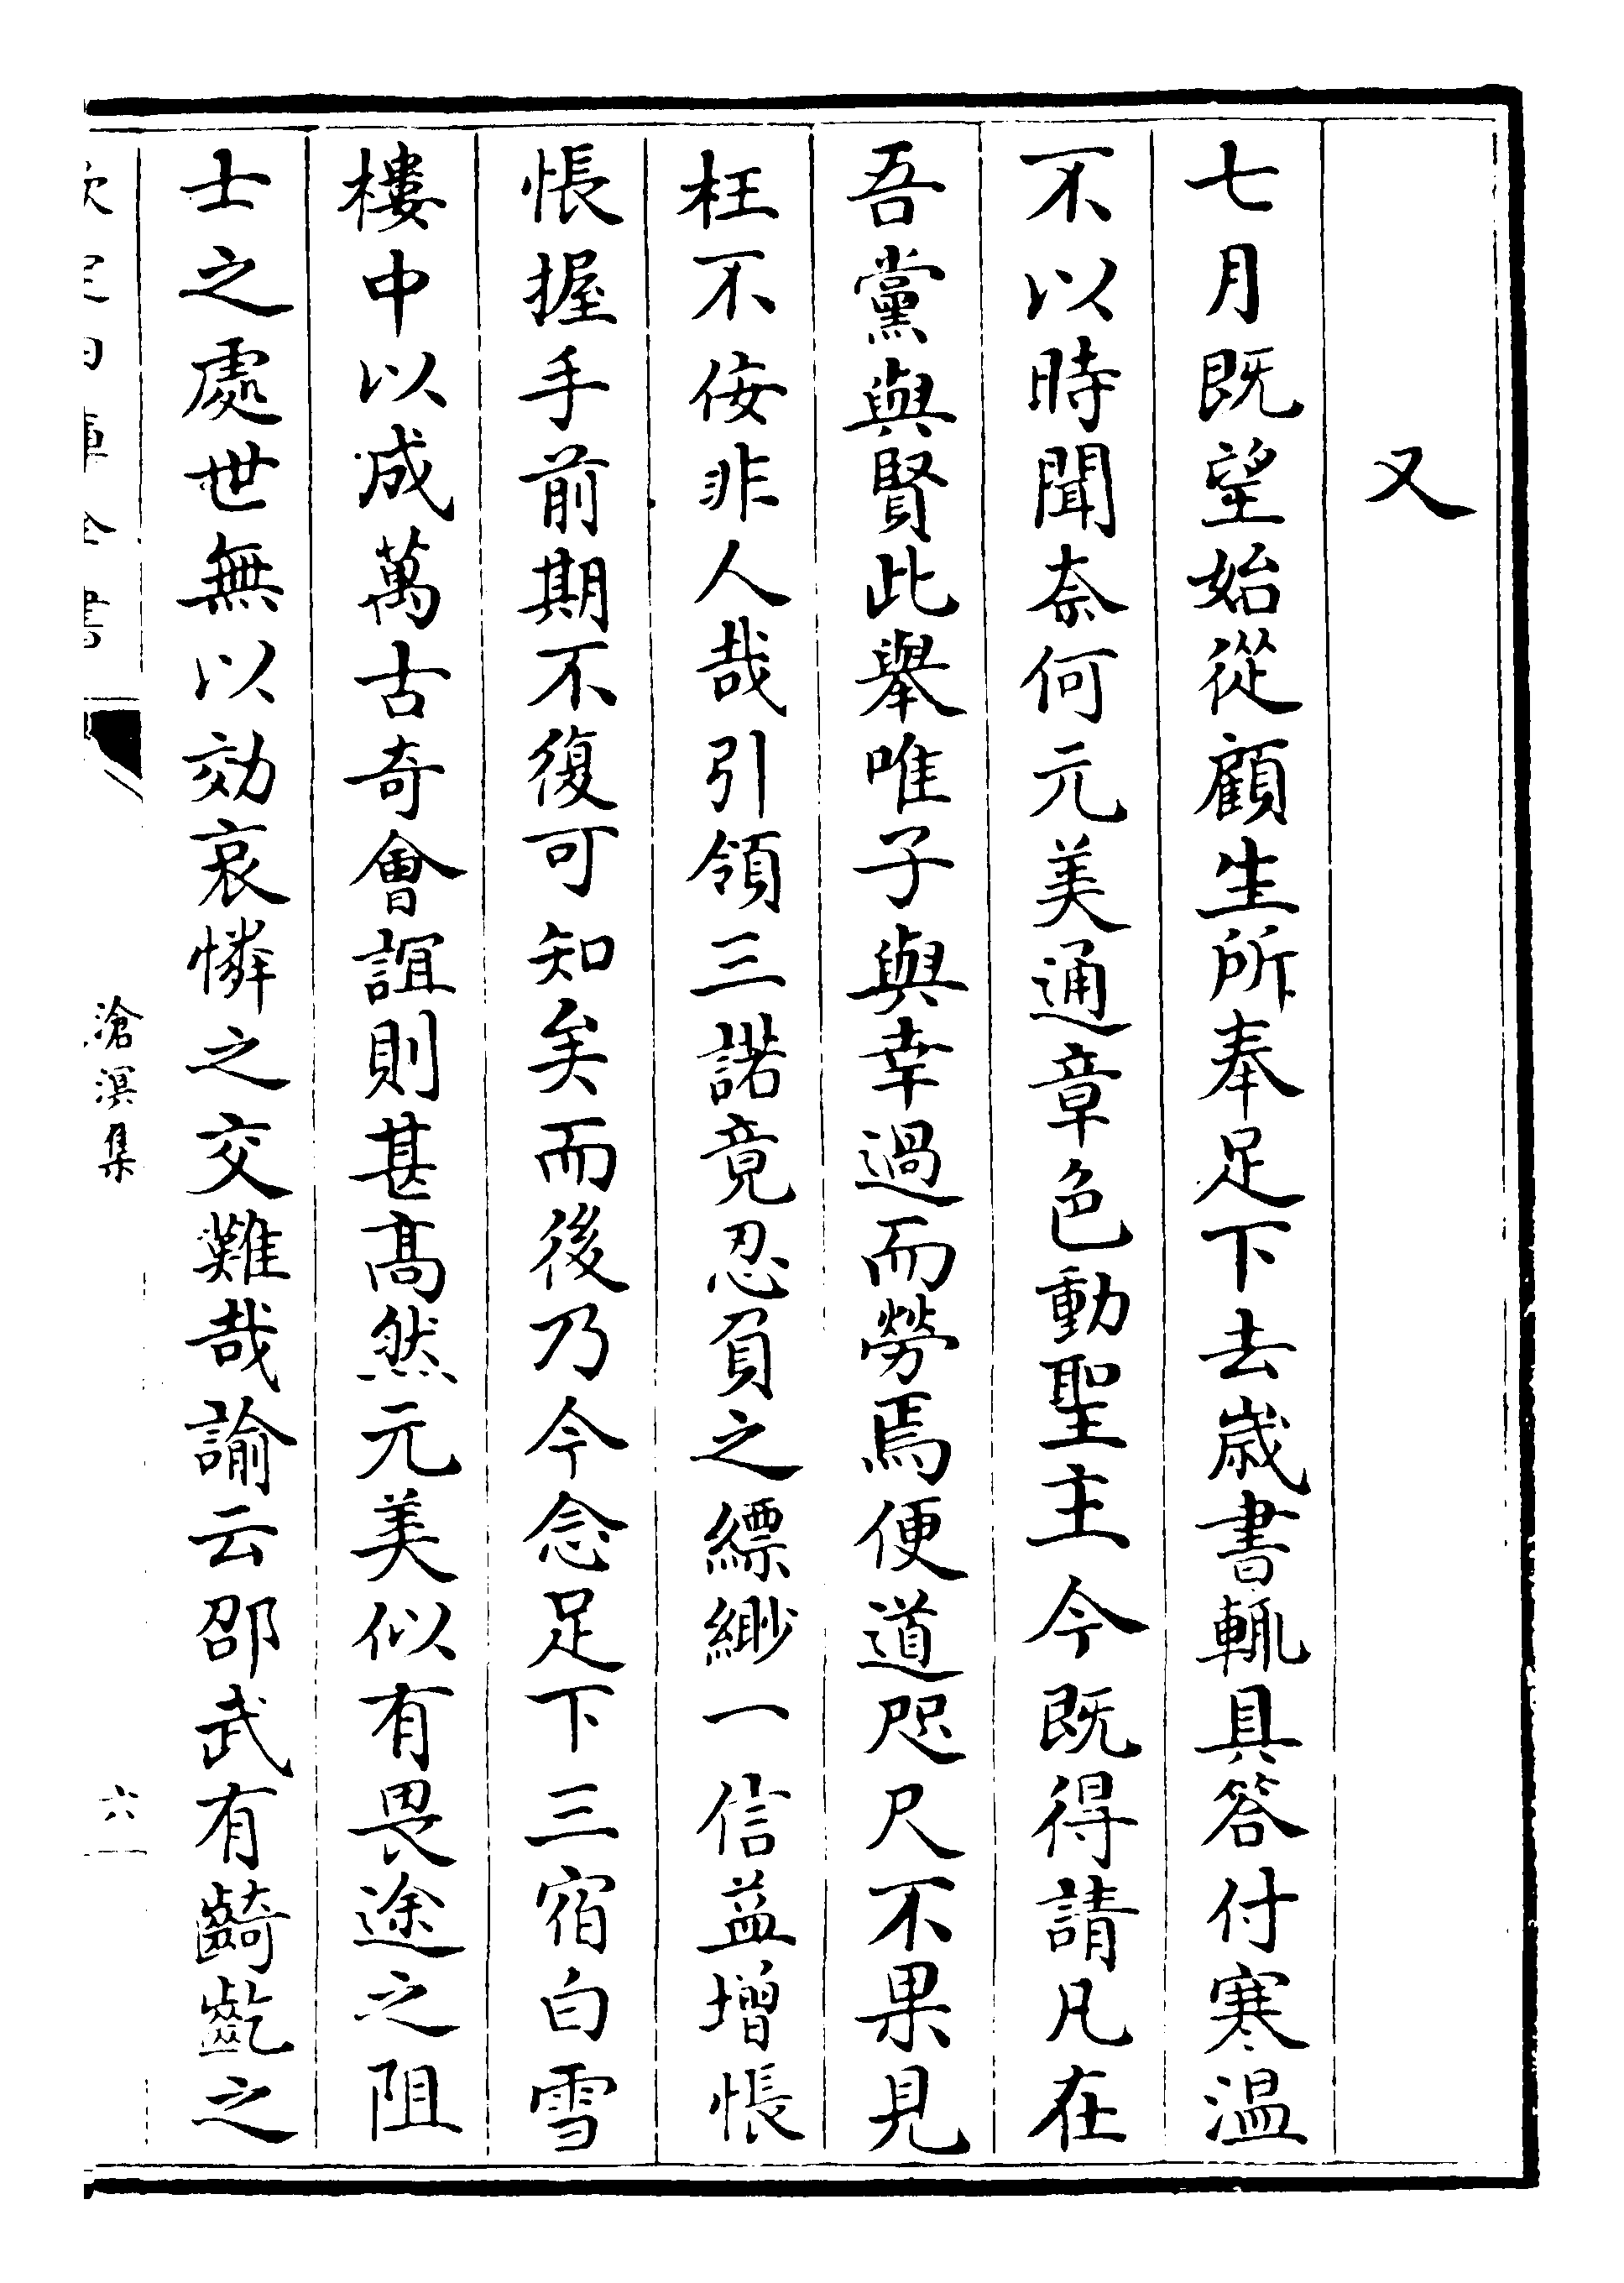 又
七月既望始從顧生所奉足下去歲書輒具答付寒溫
不以時聞奈何元美通章色動聖主今既得請凡在
吾黨與賢此舉唯子與幸過而勞焉便道咫尺不果見
枉不佞非人哉引領三諾竟忍負之縹緲一信益增悵
悵握手前期不復可知矣而後乃今念足下三宿白雪
樓中以成萬古奇會誼則甚髙然元美似有畏途之阻
士之處世無以効哀憐之交難哉諭云邵武有齮齕之
欽定四庫全書
滄溟集
六